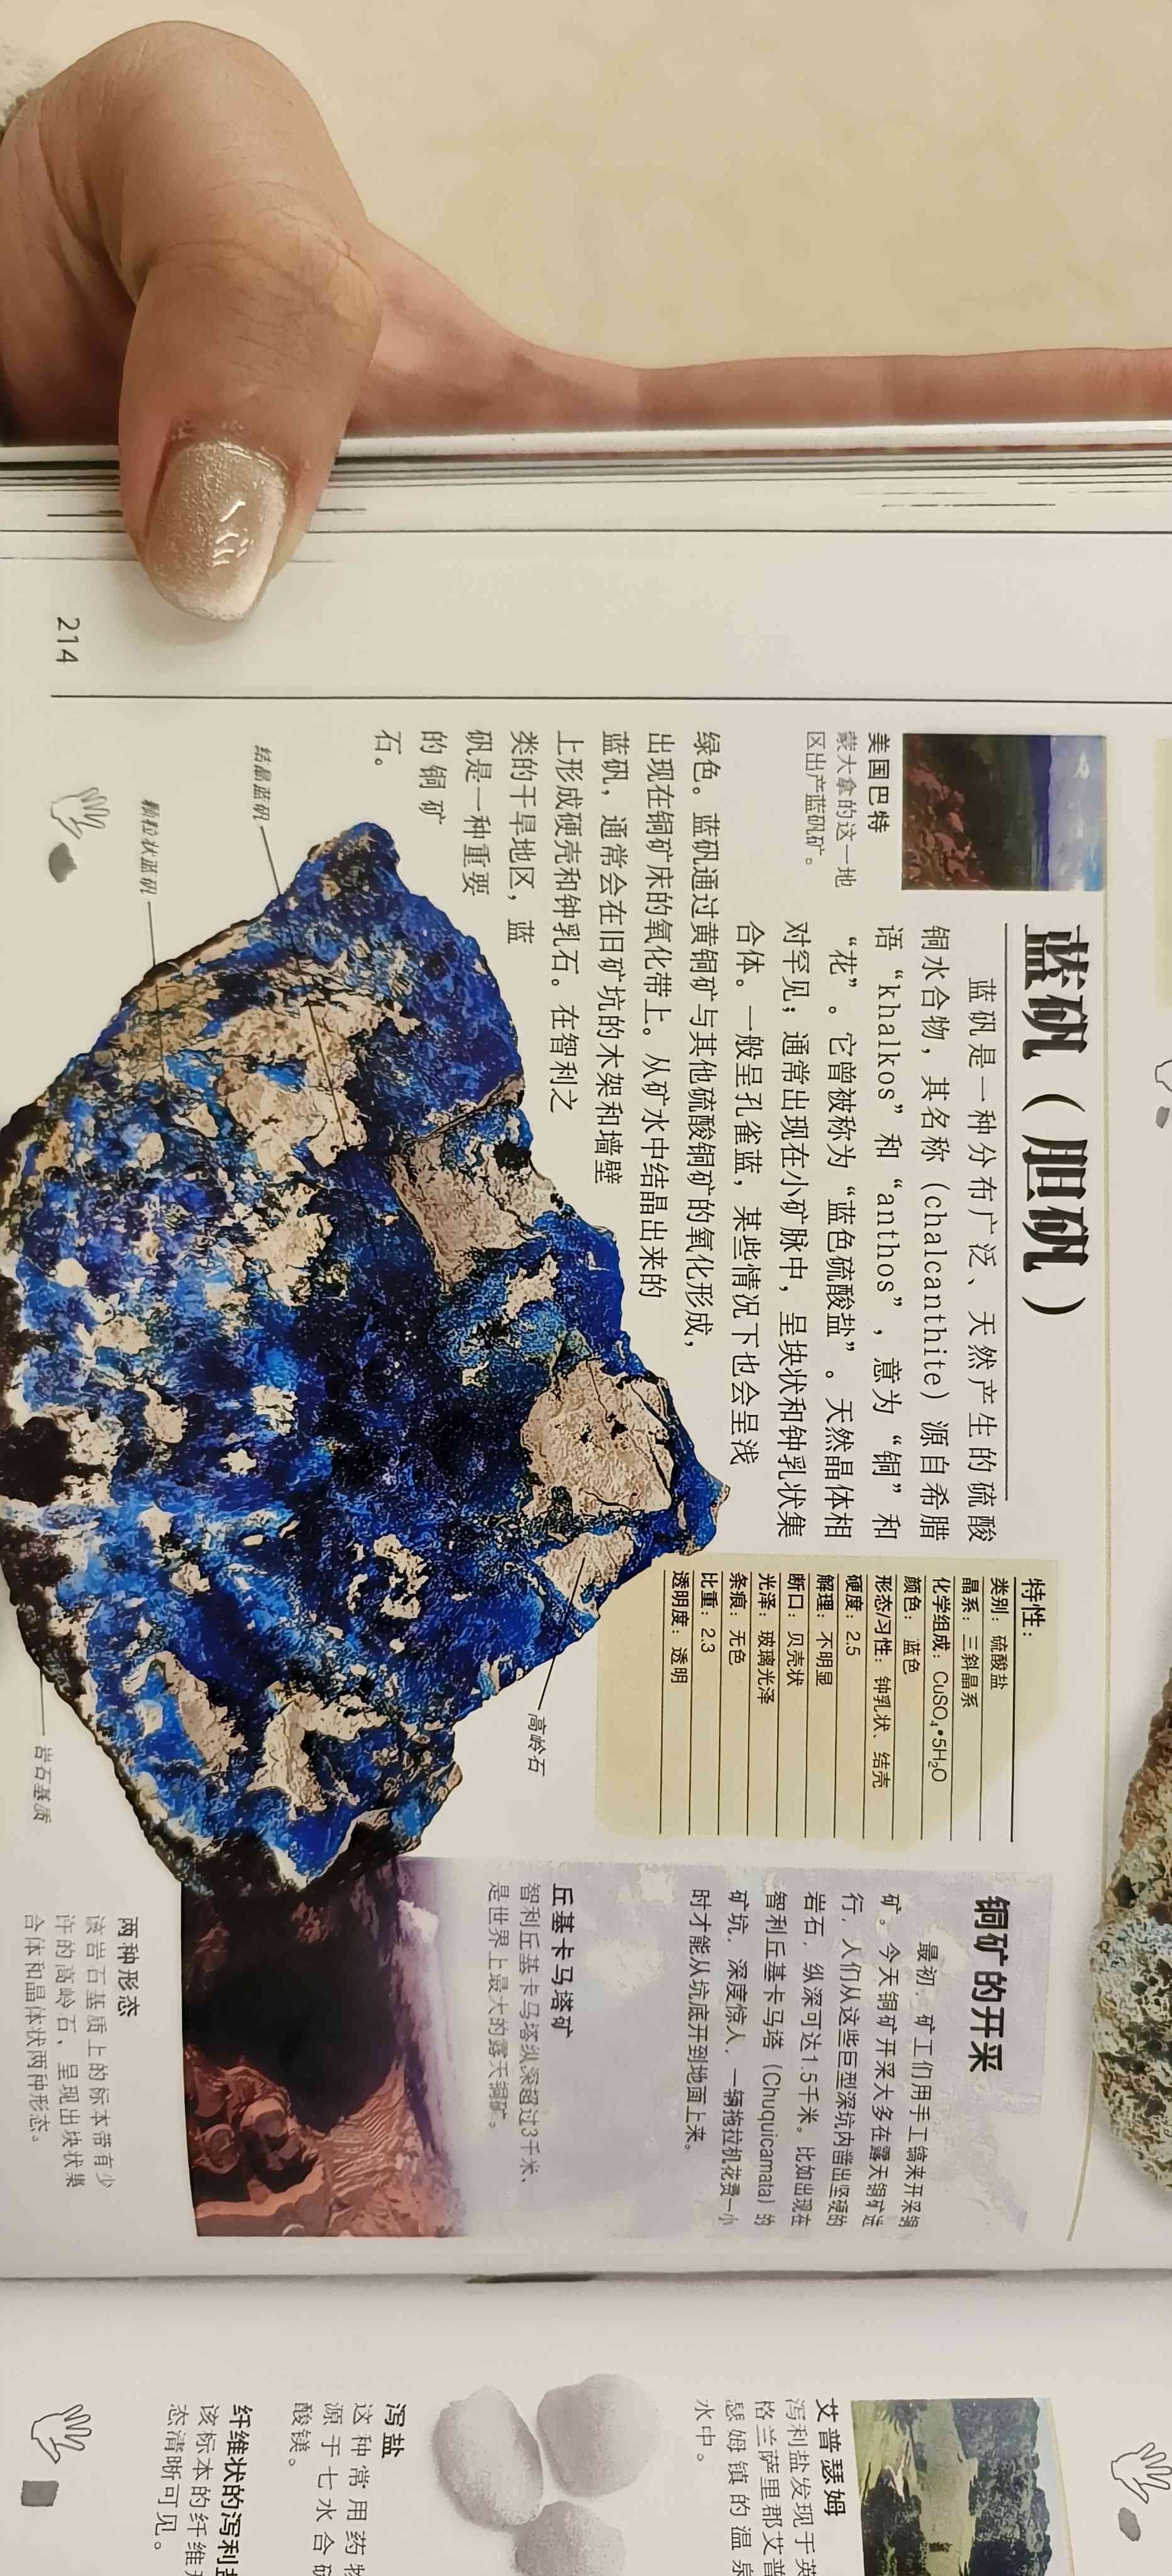 蓝矾（胆矾）
蓝矾是一种分布广泛、天然产生的硫酸
铜水合物，其名称（chalcanthite）源自希腊
语“khalkos”和“anthos”，意为“铜”和
“花”。它曾被称为“蓝色硫酸盐”。天然晶体相
对罕见；通常出现在小矿脉中，呈块状和钟乳状集
合体。一般呈孔雀蓝，某些情况下也会呈浅
绿色。蓝矾通过黄铜矿与其他硫酸铜矿的氧化形成，
出现在铜矿床的氧化带上。从矿水中结晶出来的
蓝矾，通常会在旧矿坑的木架和墙壁
上形成硬壳和钟乳石。在智利之
类的干旱地区，蓝
矾是一种重要
的铜矿
石。
美国巴特
蒙大拿的这一地
区出产蓝矾矿。
特性：
类别：硫酸盐
晶系：三斜晶系
化学组成：CuSO₄•5H₂O
颜色：蓝色
形态/习性：钟乳状、结壳
硬度：2.5
解理：不明显
断口：贝壳状
光泽：玻璃光泽
条痕：无色
比重：2.3
透明度：透明
结晶蓝矾
颗粒状蓝矾
高岭石
岩石基质
铜矿的开采
最初，矿工们用手工镐来开采铜
矿。今天铜矿开采大多在露天铜矿进
行，人们从这些巨型深坑内凿出坚硬的
岩石，纵深可达1.5千米。比如出现在
智利丘基卡马塔（Chuquicamata）的
矿坑，深度惊人，一辆拖拉机花费一小
时才能从坑底开到地面上来。
丘基卡马塔矿
智利丘基卡马塔纵深超过3千米，
是世界上最大的露天铜矿。
两种形态
该岩石基质上的标本带有少
许的高岭石，呈现出块状集
合体和晶体状两种形态。
214
艾普瑟姆
泻利盐发现于英
格兰萨里郡艾普
瑟姆镇的温泉
水中。
泻盐
这种常用药物
源于七水合硫
酸镁。
纤维状的泻利盐
该标本的纤维
态清晰可见。